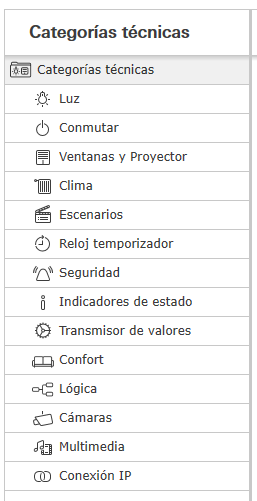 Categorías técnicas
Categorías técnicas
Luz
Conmutar
Ventanas y Proyector
Clima
Escenarios
Reloj temporizador
Seguridad
Indicadores de estado
Transmisor de valores
Confort
Lógica
Cámaras
Multimedia
Conexión IP